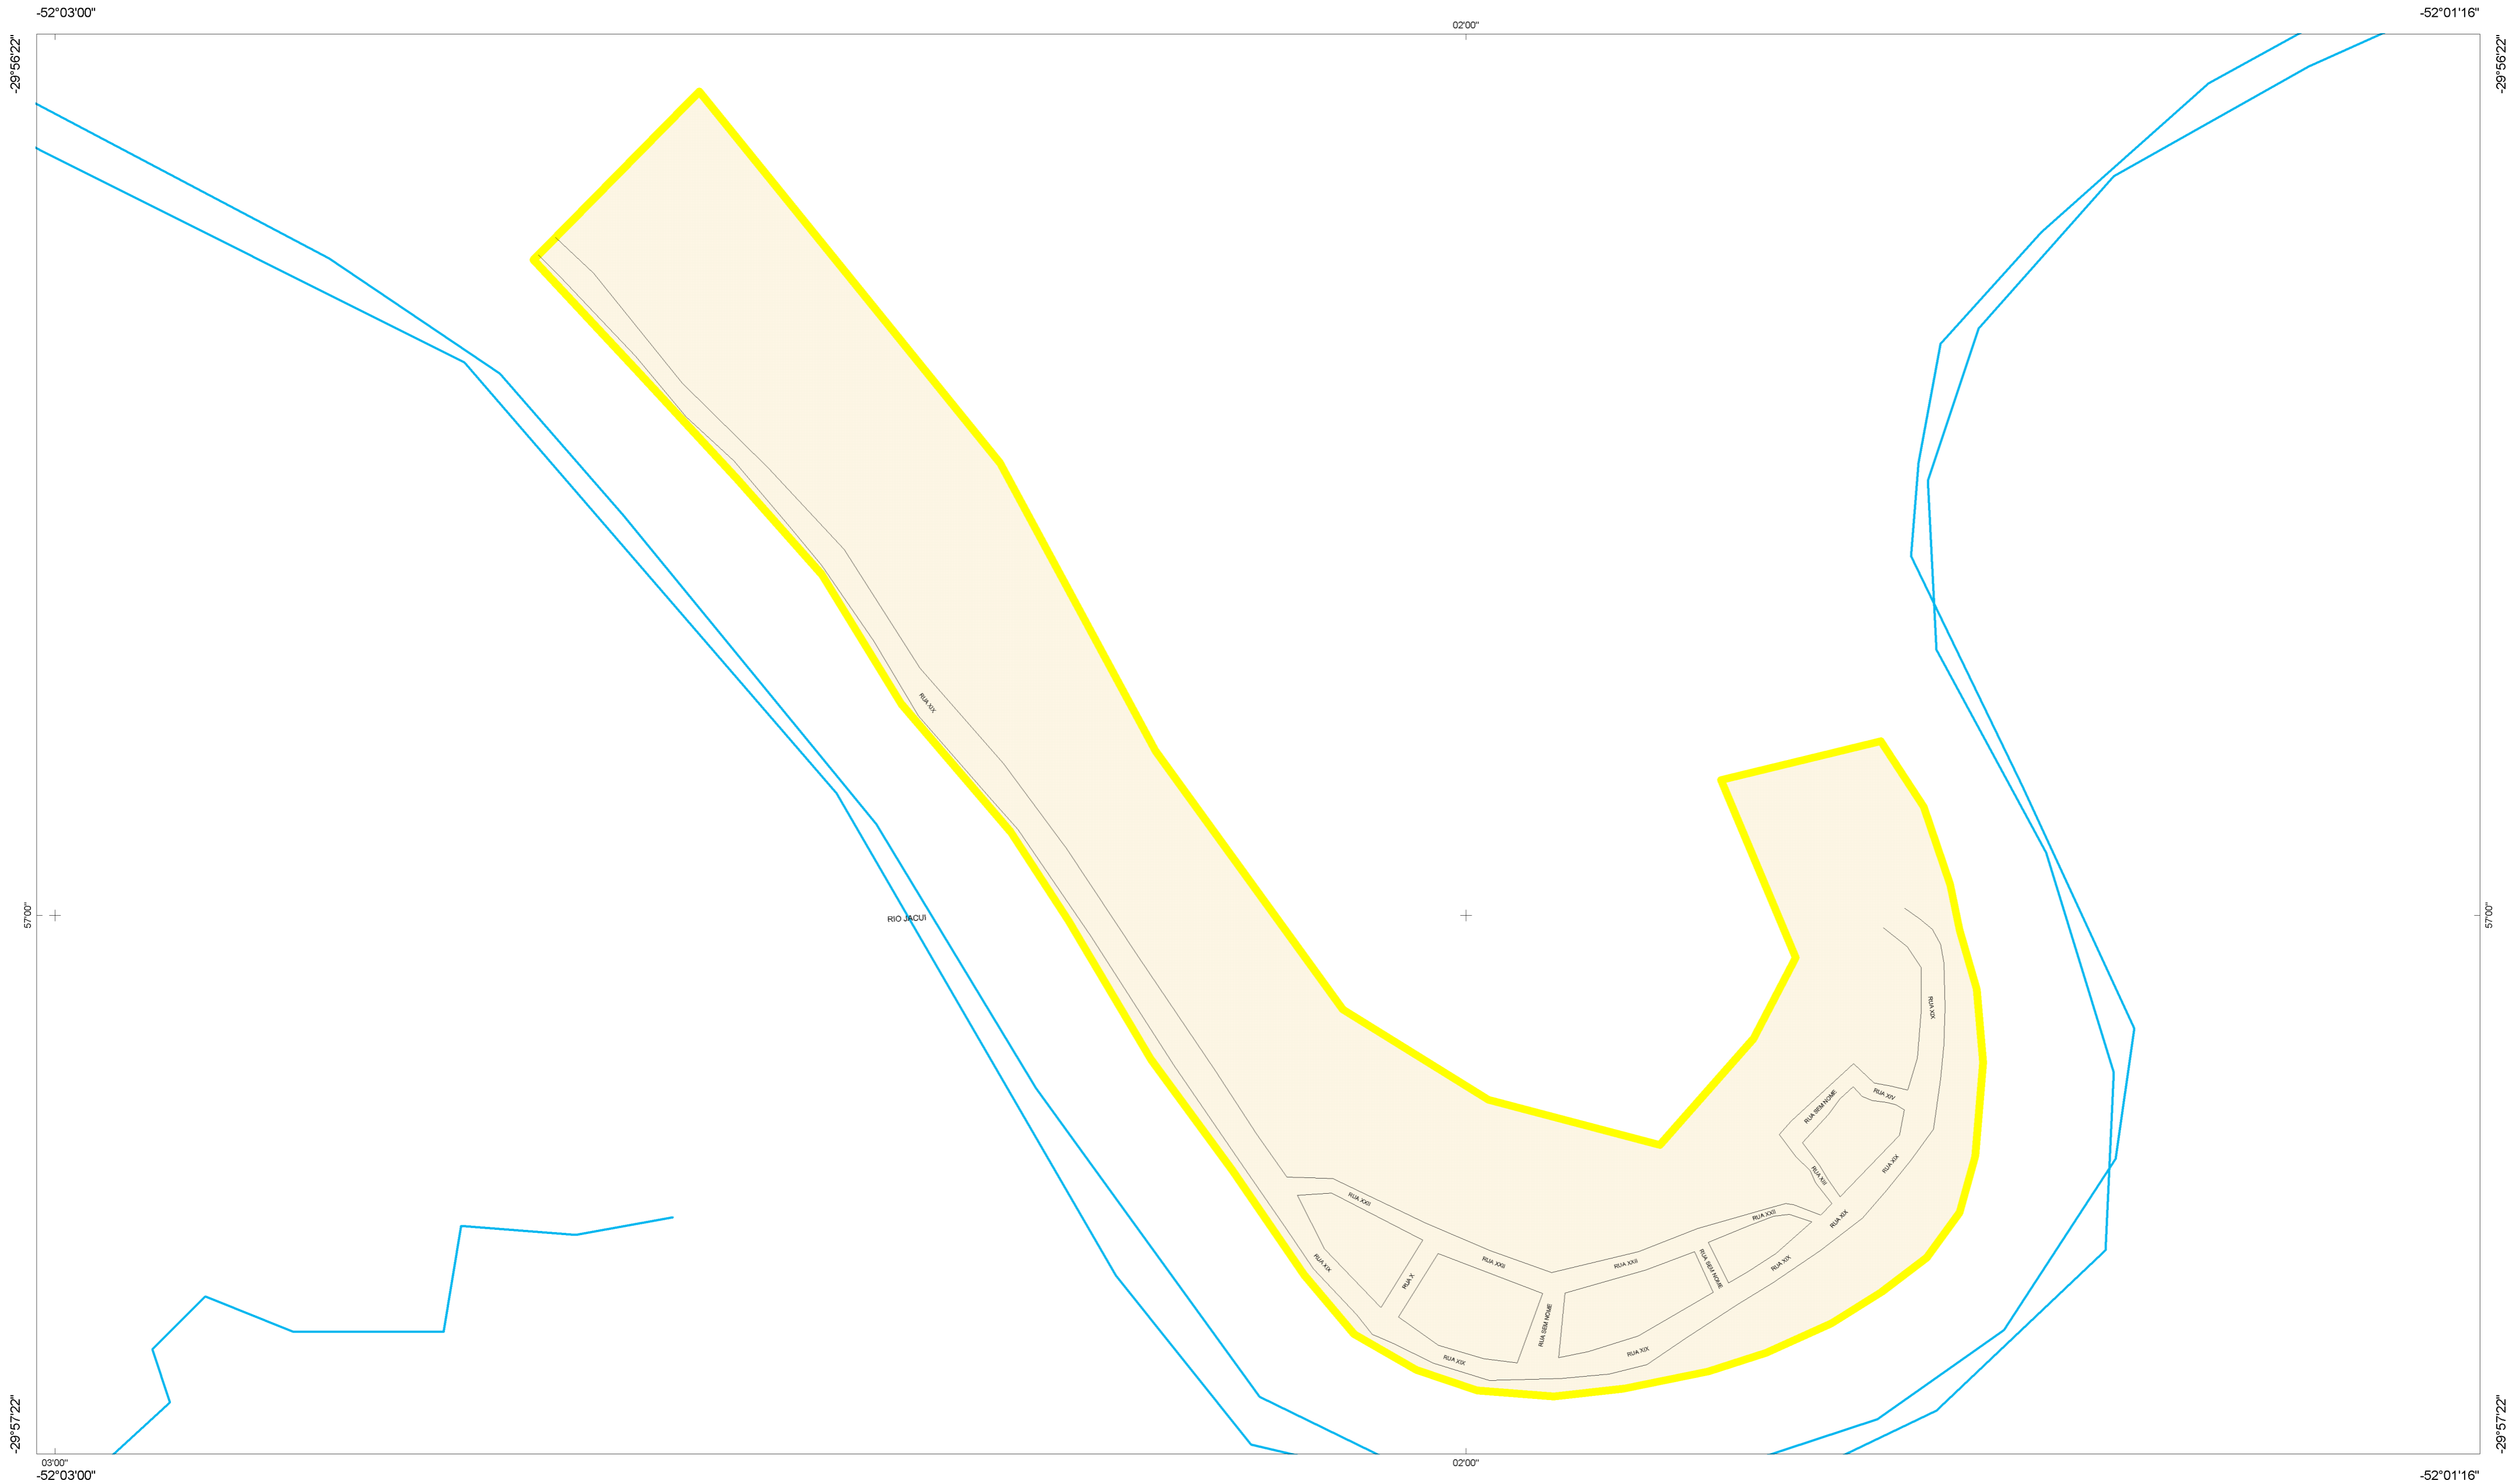 -52°03'00"
02'00"
-52°01'16"
-29°56'22"
-29°56'22"
RUA XIX
57'00"
RIO JACUI
57'00"
RUA XIX
RUA SEM NOME
RUA XIV
RUA XIX
RUA XIII
RUA XXII
RUA XXII
RUA XIX
RUA XIX
RUA X
RUA XXII
RUA XXII
RUA SEM NOME
RUA XIX
RUA SEM NOME
RUA XIX
RUA XIX
-29°57'22"
-29°57'22"
03'00"
02'00"
-52°03'00"
-52°01'16"